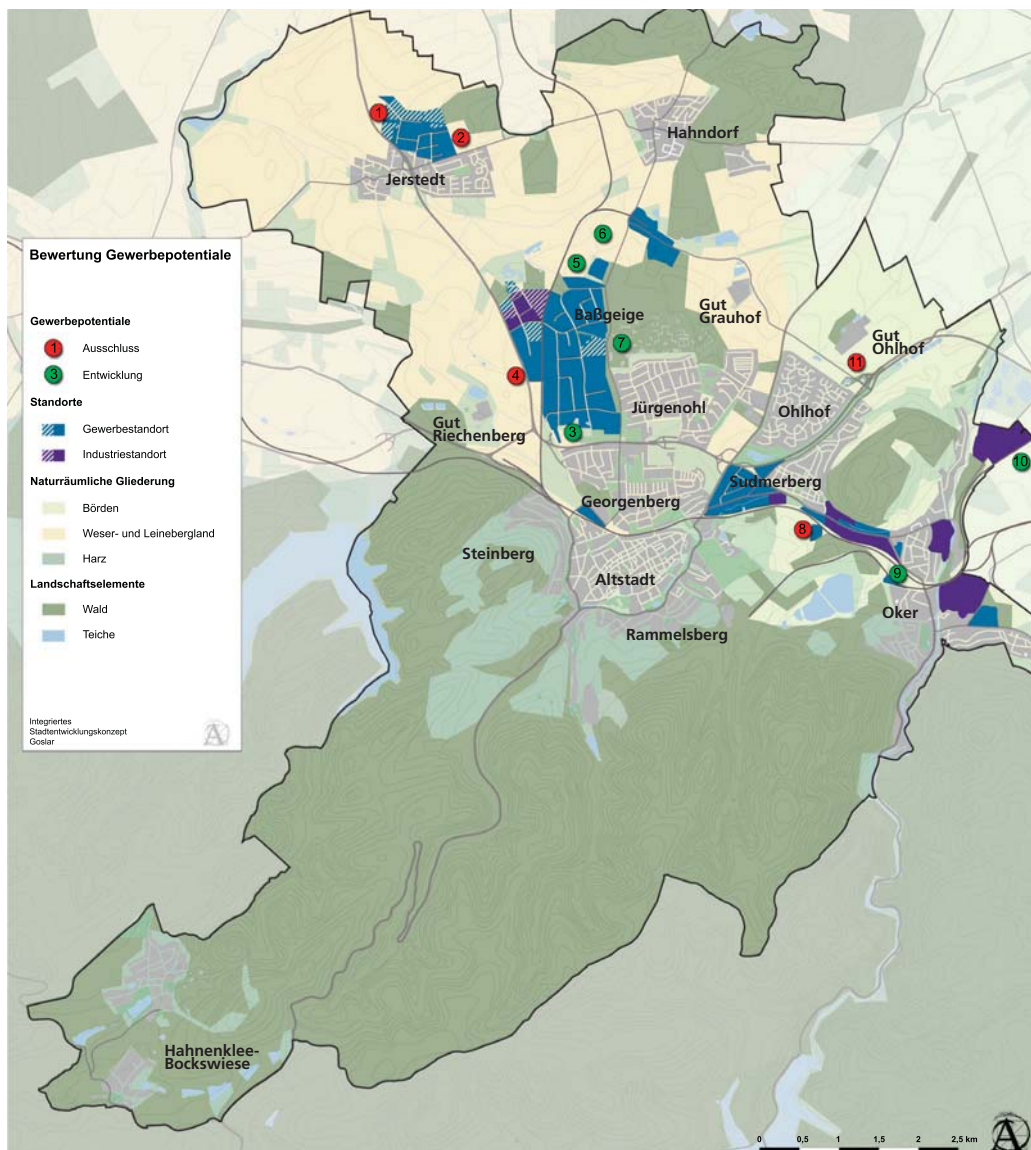 Bewertung Gewerbepotentiale
Gewerbepotentiale
1 Ausschluss
3 Entwicklung
Standorte
Gewerbestandort
Industriestandort
Naturräumliche Gliederung
Börden
Weser- und Leinebergland
Harz
Landschaftselemente
Wald
Teiche
Integriertes
Stadtentwicklungskonzept
Goslar
1
2
Jerstedt
Hahndorf
6
5
Baßgeige
Gut
Grauhof
7
Gut
Ohlhof
11
4
Jürgenohl
Ohlhof
Gut
Riechenberg
3
10
Sudmerberg
Georgenberg
8
Steinberg
Altstadt
9
Oker
Rammelsberg
Hahnenklee-
Bockswiese
0 0,5 1 1,5 2 2,5 km